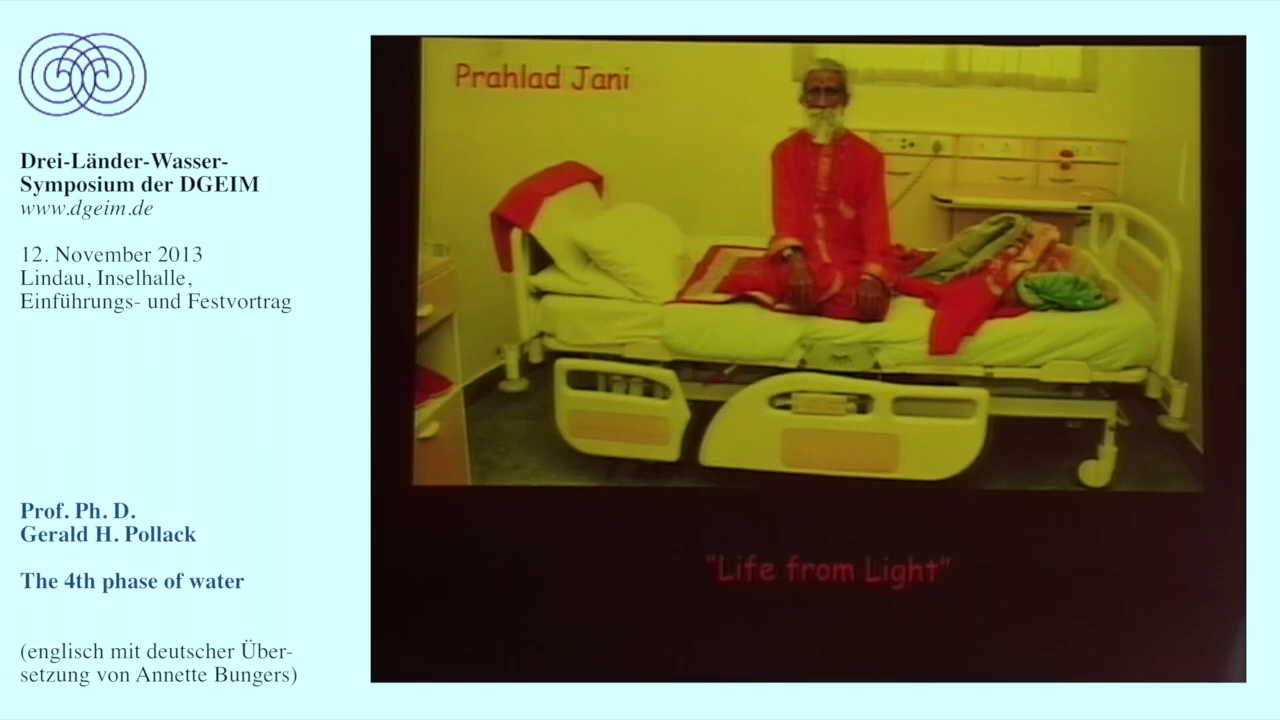 Drei-Länder-Wasser-
Symposium der DGEIM
www.dgeim.de
12. November 2013
Lindau, Inselhalle,
Einführungs- und Festvortrag
Prof. Ph. D.
Gerald H. Pollack
The 4th phase of water
(englisch mit deutscher Über-
setzung von Annette Bungers)
Prahlad Jani
"Life from Light"